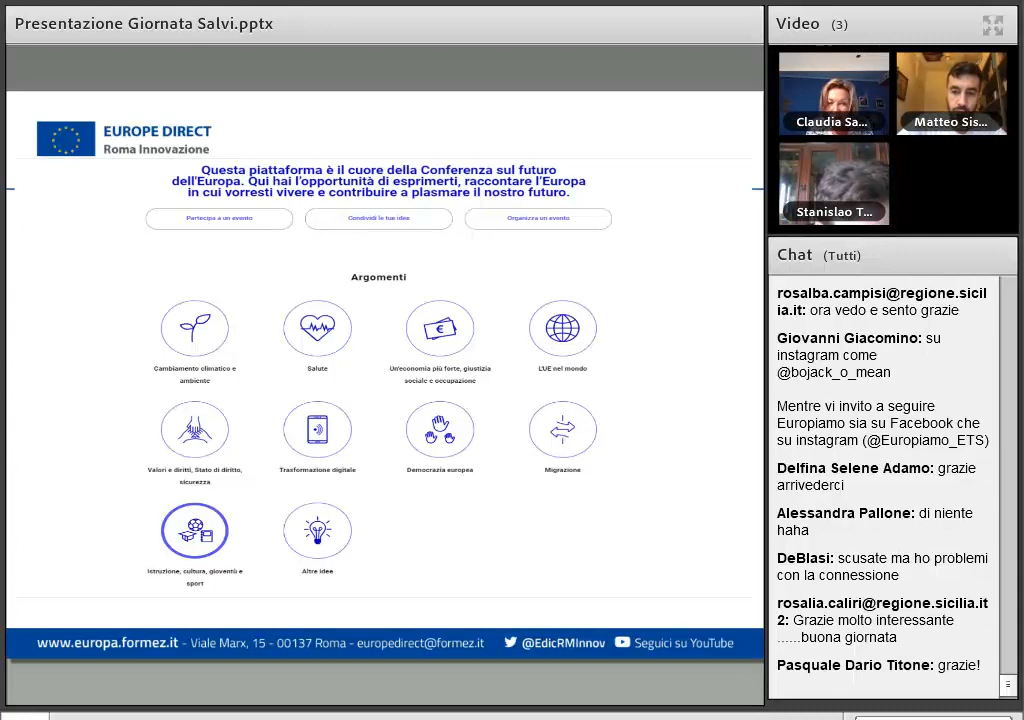 Presentazione Giornata Salvi.pptx
EUROPE DIRECT
Roma Innovazione
Questa piattaforma è il cuore della Conferenza sul futuro
dell'Europa. Qui hai l'opportunità di esprimerti, raccontare l'Europa
in cui vorresti vivere e contribuire a plasmare il nostro futuro.
Partecipa a un evento
Condividi le tue idee
Organizza un evento
Argomenti
Cambiamento climatico e
ambiente
Salute
Un'economia più forte, giustizia
sociale e occupazione
L'UE nel mondo
Valori e diritti, Stato di diritto,
sicurezza
Trasformazione digitale
Democrazia europea
Migrazione
Istruzione, cultura, gioventù e
sport
Altre idee
www.europa.formez.it - Viale Marx, 15 - 00137 Roma - europedirect@formez.it
@EdicRMInnov
Seguici su YouTube
Video (3)
Claudia Sa...
Matteo Sis...
Stanislao T...
Chat (Tutti)
rosalba.campisi@regione.sicil
ia.it: ora vedo e sento grazie
Giovanni Giacomino: su
instagram come
@bojack_o_mean
Mentre vi invito a seguire
Europiamo sia su Facebook che
su instagram (@Europiamo_ETS)
Delfina Selene Adamo: grazie
arrivederci
Alessandra Pallone: di niente
haha
DeBlasi: scusate ma ho problemi
con la connessione
rosalia.caliri@regione.sicilia.it
2: Grazie molto interessante
......buona giornata
Pasquale Dario Titone: grazie!